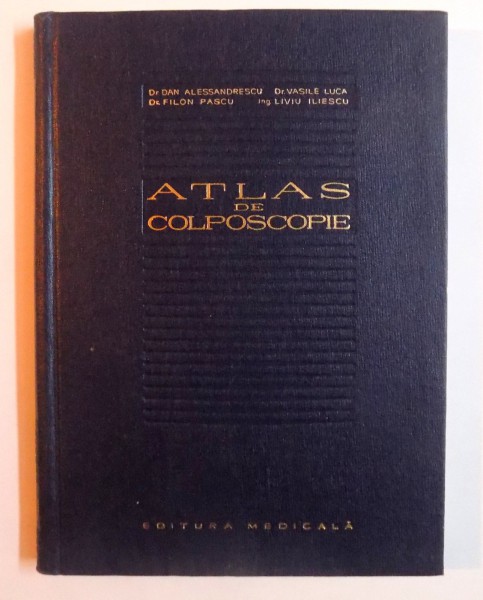 Dr. DAN ALESSANDRESCU Dr. VASILE LUCA
Dr. FILON PASCU Ing. LIVIU ILIESCU
ATLAS
DE
COLPOSCOPIE
EDITURA MEDICALĂ